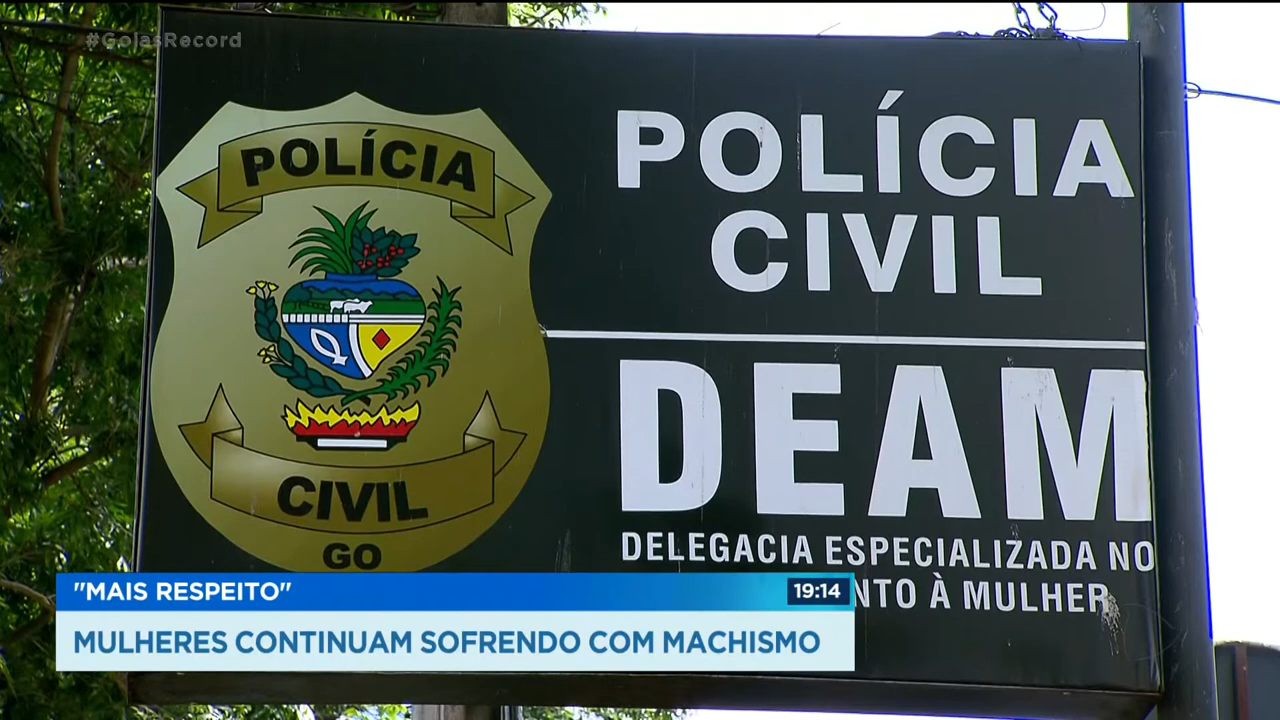 #GoiasRecord
POLÍCIA
CIVIL
GO
POLÍCIA
CIVIL
DEAM
DELEGACIA ESPECIALIZADA NO
NTO À MULHER
"MAIS RESPEITO"
19:14
MULHERES CONTINUAM SOFRENDO COM MACHISMO